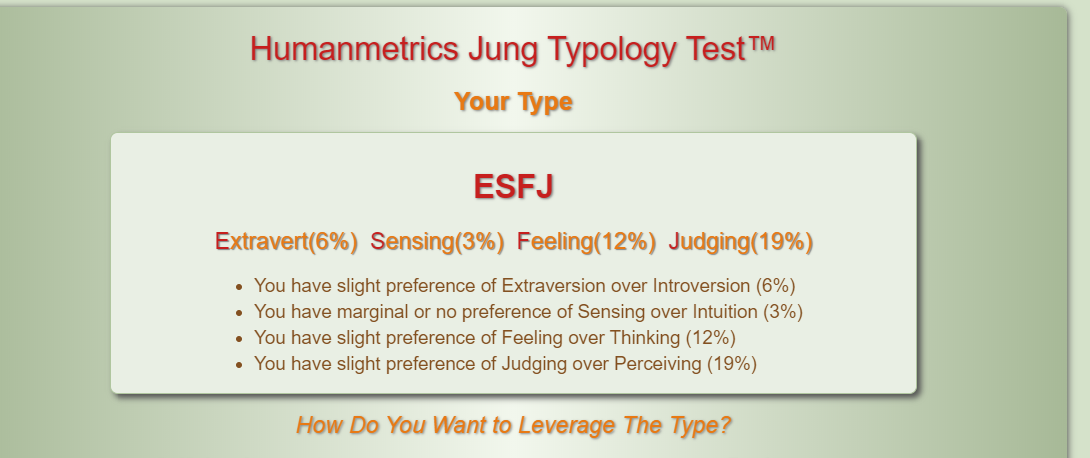 Humanmetrics Jung Typology Test™
Your Type
ESFJ
Extravert(6%) Sensing(3%) Feeling(12%) Judging(19%)
• You have slight preference of Extraversion over Introversion (6%)
• You have marginal or no preference of Sensing over Intuition (3%)
• You have slight preference of Feeling over Thinking (12%)
• You have slight preference of Judging over Perceiving (19%)
How Do You Want to Leverage The Type?